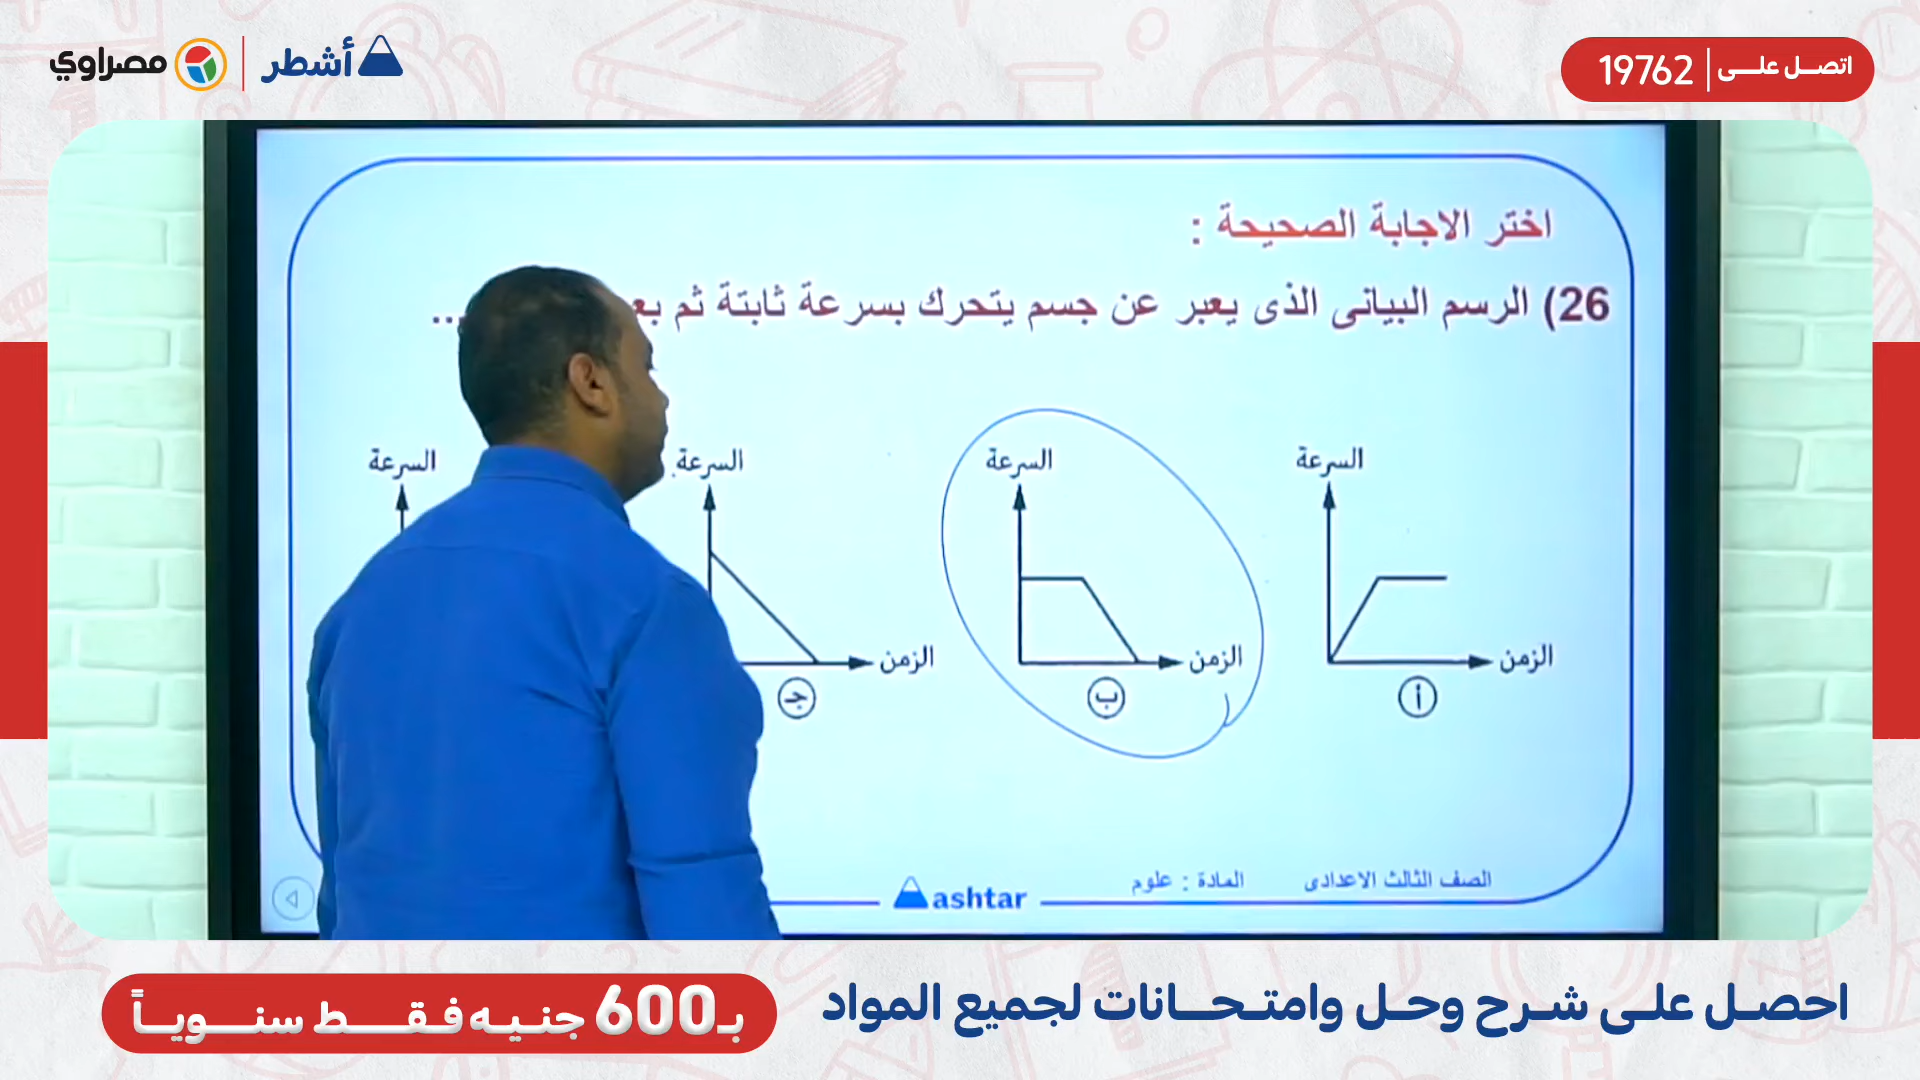 مصراوي
أشطر
اتصل على 19762
اختر الاجابة الصحيحة :
26) الرسم البيانى الذى يعبر عن جسم يتحرك بسرعة ثابتة ثم ...
السرعة
الزمن
أ
السرعة
الزمن
ب
السرعة
الزمن
جـ
السرعة
الصف الثالث الاعدادى
المادة : علوم
ashtar
احصل على شرح وحل وامتحانات لجميع المواد
بـ600 جنيه فقط سنوياً